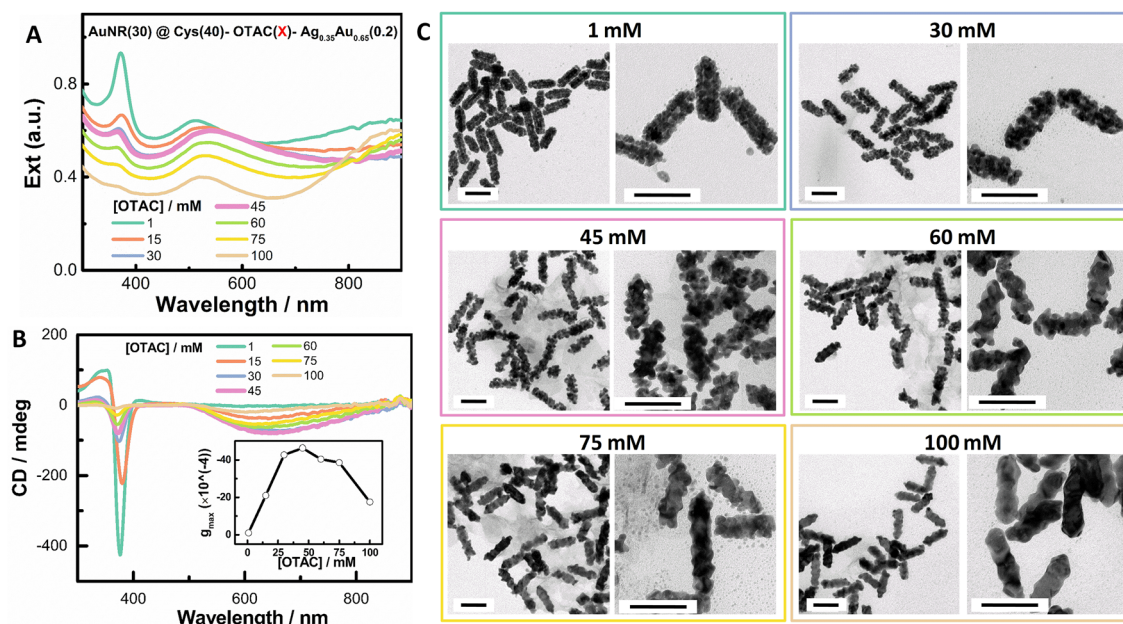 A
AuNR(30) @ Cys(40)- OTAC(X)- Ag0.35Au0.65(0.2)
0.8
0.4
0.0
Ext (a.u.)
[OTAC] / mM
1
15
30
45
60
75
100
400
600
800
Wavelength / nm
B
200
0
-200
-400
CD / mdeg
[OTAC] / mM
1
15
30
45
60
75
100
-40
-20
0
gmax (×10^(-4))
0
25
50
75
100
[OTAC] / mM
400
600
800
Wavelength / nm
C
1 mM
30 mM
45 mM
60 mM
75 mM
100 mM